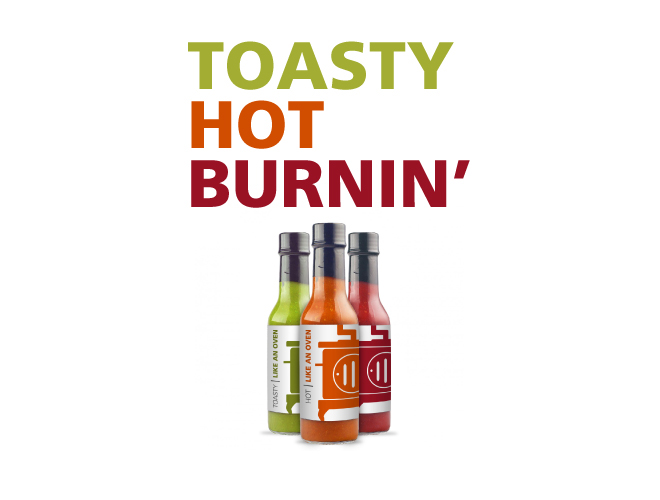 TOASTY
HOT
BURNIN’
TOASTY | LIKE AN OVEN
HOT | LIKE AN OVEN